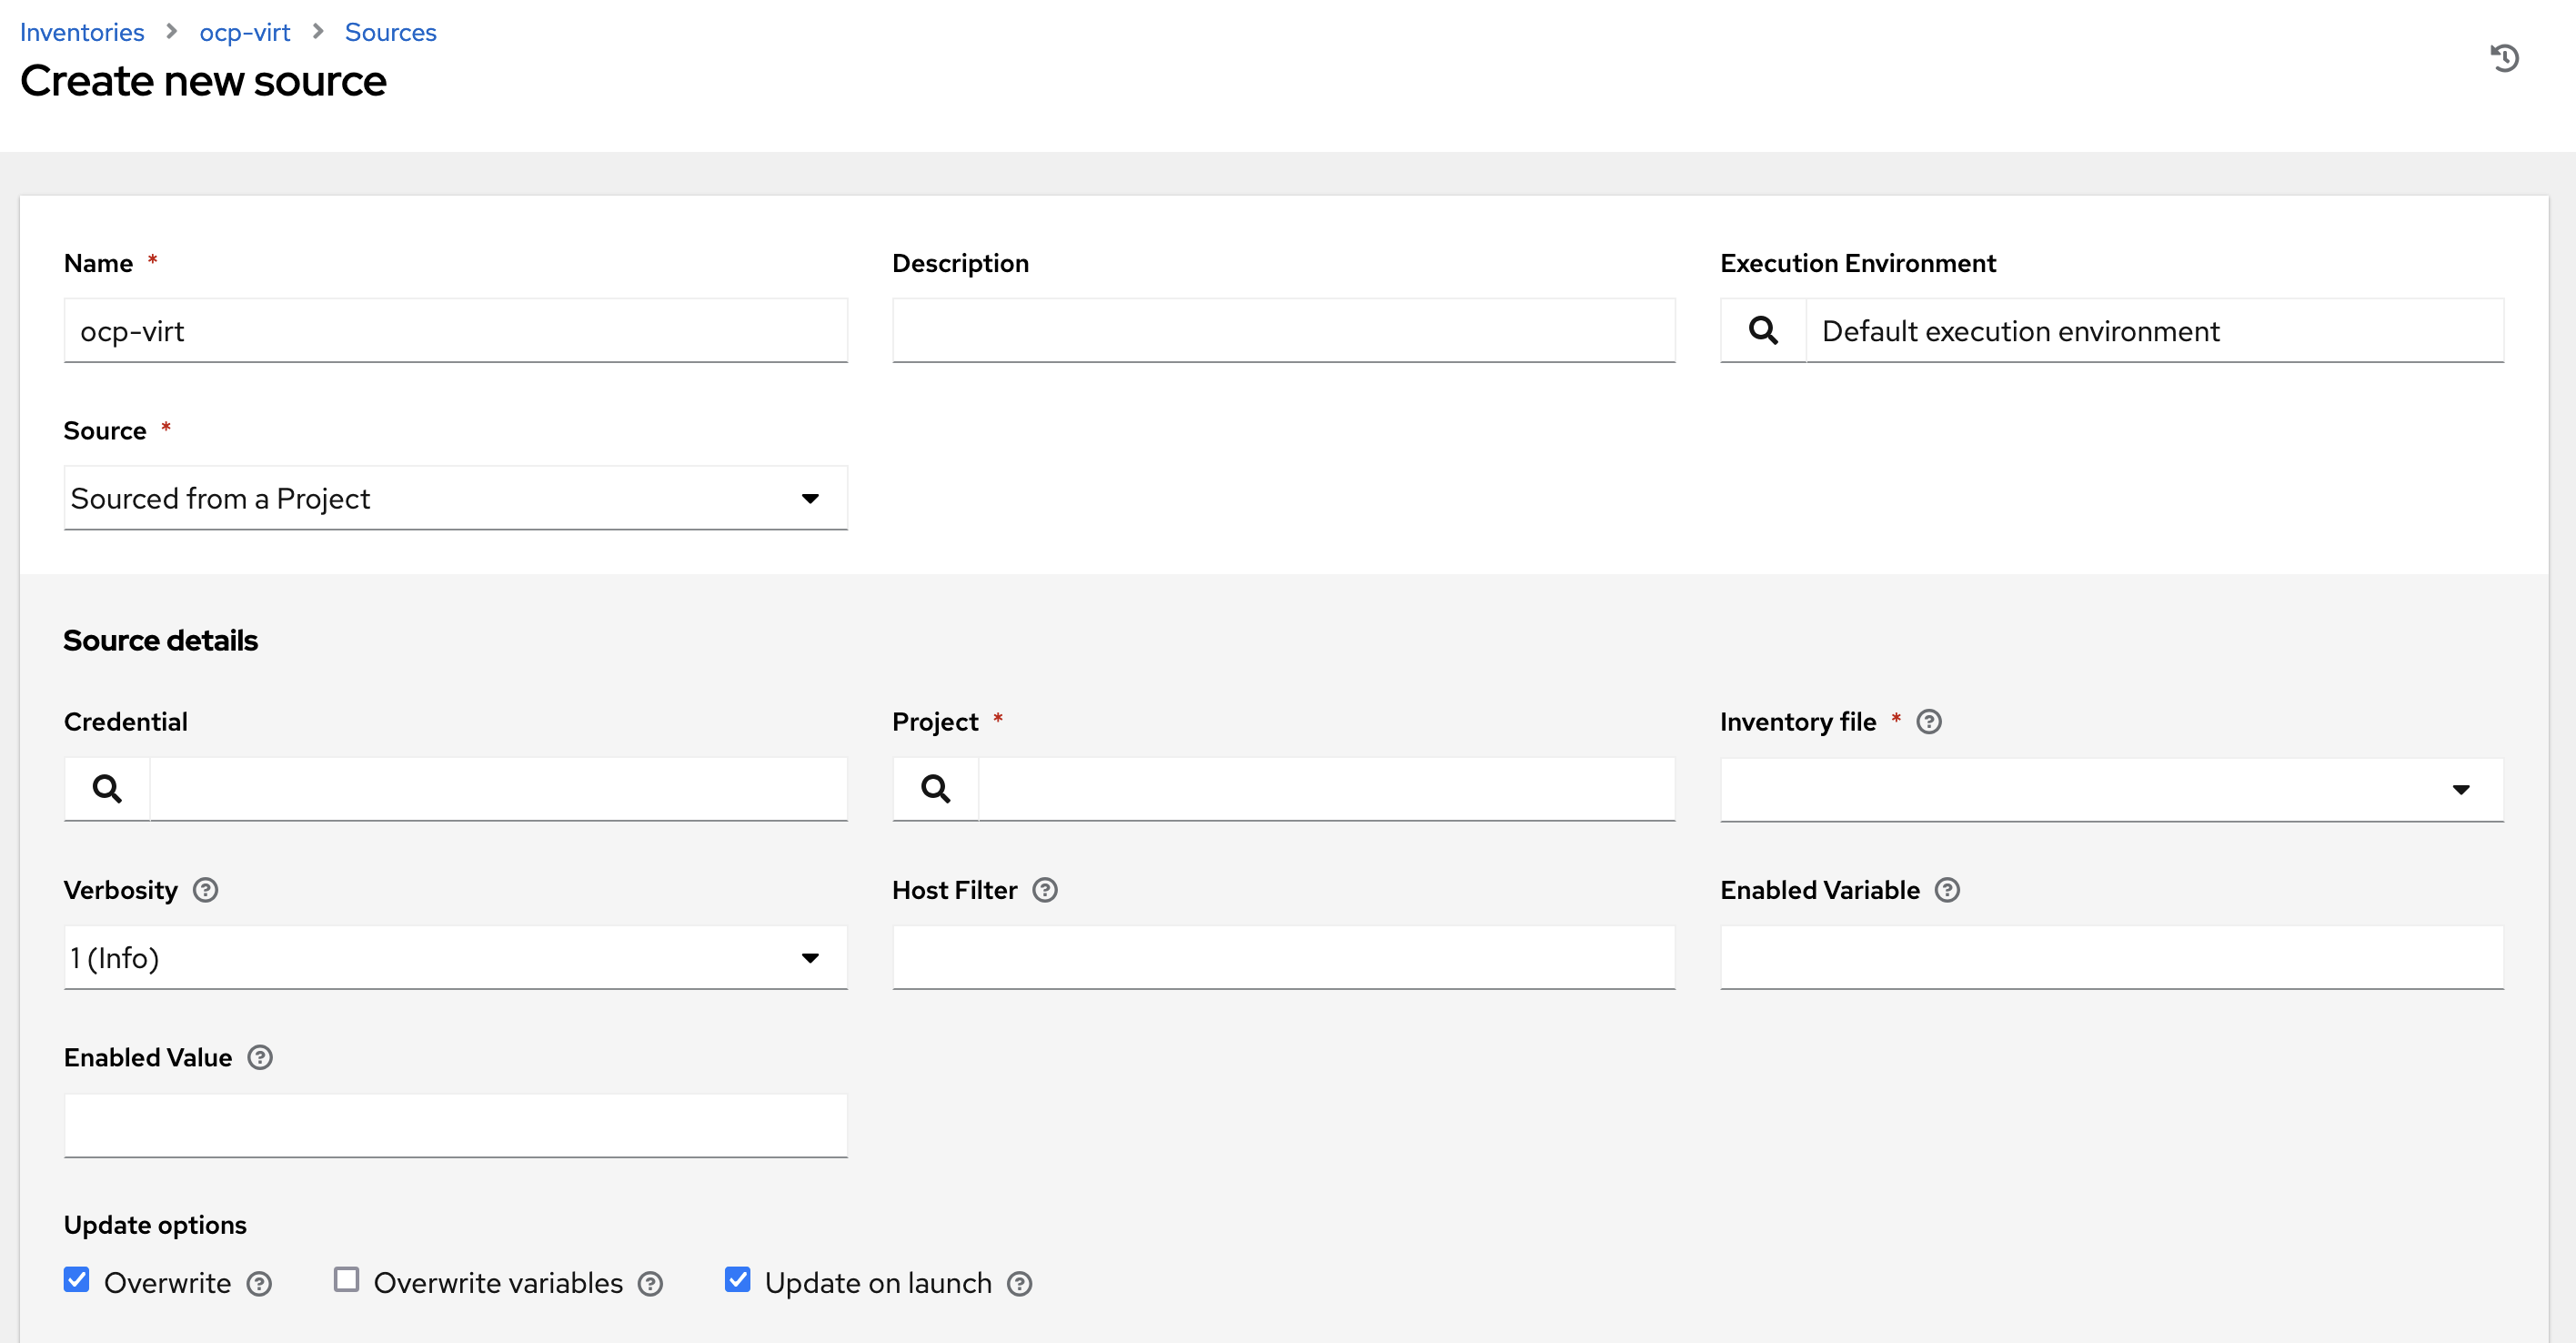 Inventories > ocp-virt > Sources
Create new source
Name * Description Execution Environment
ocp-virt Default execution environment
Source *
Sourced from a Project
Source details
Credential Project * Inventory file *
Verbosity Host Filter Enabled Variable
1 (Info)
Enabled Value
Update options
Overwrite Overwrite variables Update on launch